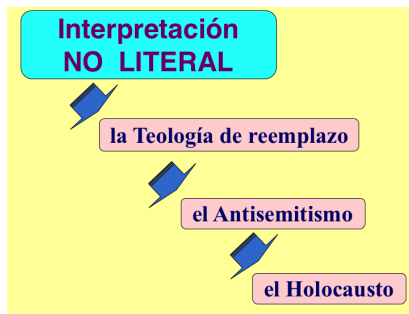 Interpretación
NO LITERAL
la Teología de reemplazo
el Antisemitismo
el Holocausto